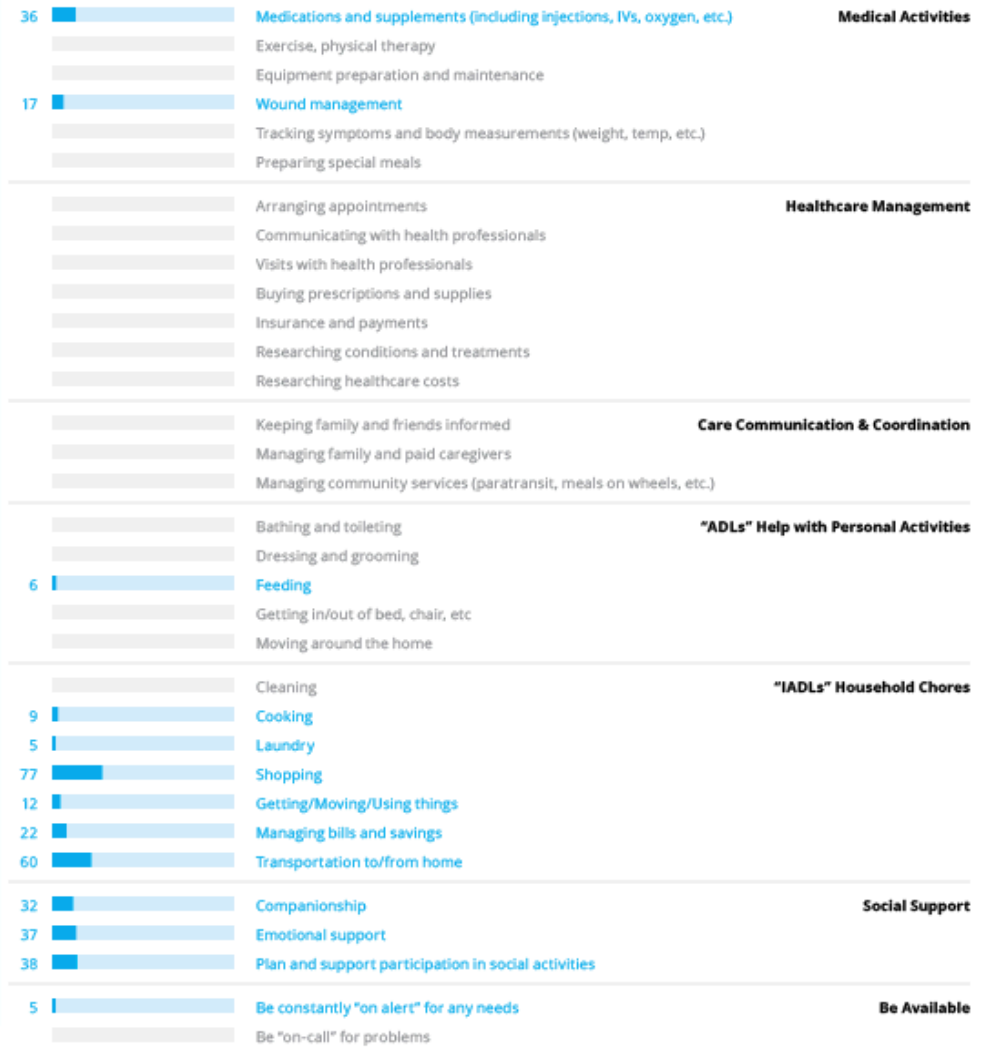 36 Medications and supplements (including injections, IVs, oxygen, etc.) Medical Activities
Exercise, physical therapy
Equipment preparation and maintenance
17 Wound management
Tracking symptoms and body measurements (weight, temp, etc.)
Preparing special meals
Arranging appointments Healthcare Management
Communicating with health professionals
Visits with health professionals
Buying prescriptions and supplies
Insurance and payments
Researching conditions and treatments
Researching healthcare costs
Keeping family and friends informed Care Communication & Coordination
Managing family and paid caregivers
Managing community services (paratransit, meals on wheels, etc.)
Bathing and toileting “ADLs” Help with Personal Activities
Dressing and grooming
6 Feeding
Getting in/out of bed, chair, etc
Moving around the home
Cleaning “IADLs” Household Chores
9 Cooking
5 Laundry
77 Shopping
12 Getting/Moving/Using things
22 Managing bills and savings
60 Transportation to/from home
32 Companionship Social Support
37 Emotional support
38 Plan and support participation in social activities
5 Be constantly “on alert” for any needs Be Available
Be “on-call” for problems